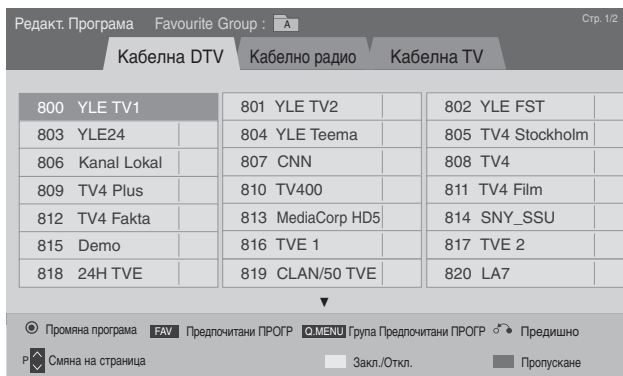 Редакт. Програма Favourite Group : A Стр. 1/2
Кабелна DTV Кабелно радио Кабелна TV
800 YLE TV1 801 YLE TV2 802 YLE FST
803 YLE24 804 YLE Teema 805 TV4 Stockholm
806 Kanal Lokal 807 CNN 808 TV4
809 TV4 Plus 810 TV400 811 TV4 Film
812 TV4 Fakta 813 MediaCorp HD5 814 SNY_SSU
815 Demo 816 TVE 1 817 TVE 2
818 24H TVE 819 CLAN/50 TVE 820 LA7
Промяна програма FAV Предпочитани ПРОГР Q.MENU Група Предпочитани ПРОГР Предишно
P Смяна на страница Закл./Откл. Пропускане